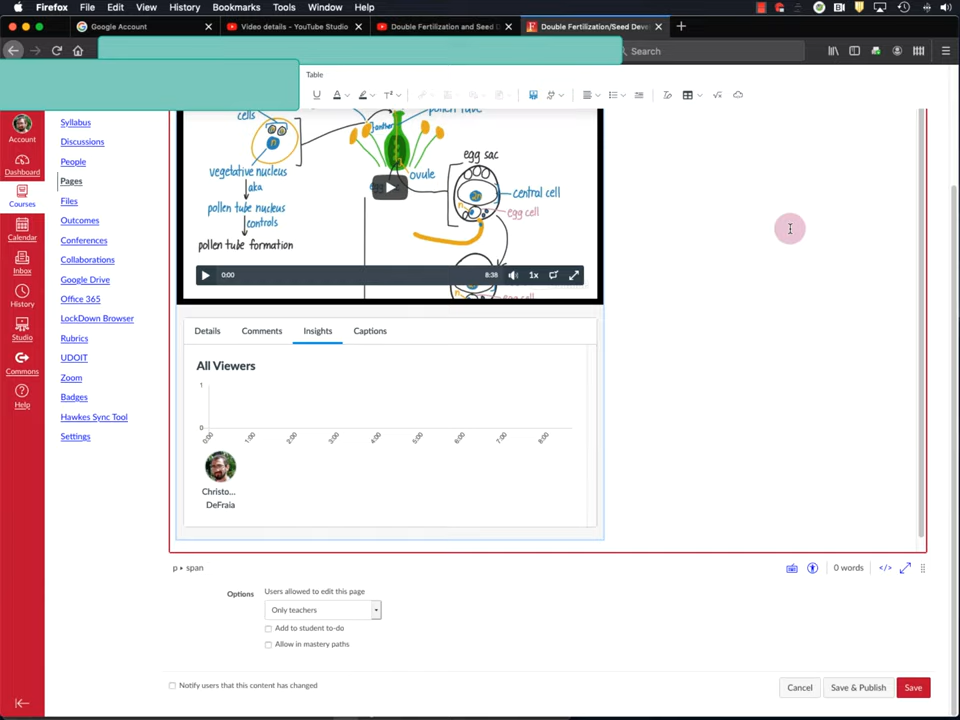 Firefox File Edit View History Bookmarks Tools Window Help
Google Account
Video details - YouTube Studio
Double Fertilization and Seed D
Double Fertilization/Seed Deve
Search
Table
Account
Dashboard
Courses
Calendar
Inbox
History
Studio
Commons
Help
Syllabus
Discussions
People
Pages
Files
Outcomes
Conferences
Collaborations
Google Drive
Office 365
LockDown Browser
Rubrics
UDOIT
Zoom
Badges
Hawkes Sync Tool
Settings
cells
n
vegetative nucleus
aka
pollen tube nucleus
controls
pollen tube formation
anther
pollen tube
ovule
egg sac
central cell
egg cell
0:00
8:38
1x
Details Comments Insights Captions
All Viewers
1
0
0:00 1:00 2:00 3:00 4:00 5:00 6:00 7:00 8:00
Christo...
DeFraia
p ▸ span
0 words
</>
Options
Users allowed to edit this page
Only teachers
Add to student to-do
Allow in mastery paths
Notify users that this content has changed
Cancel
Save & Publish
Save